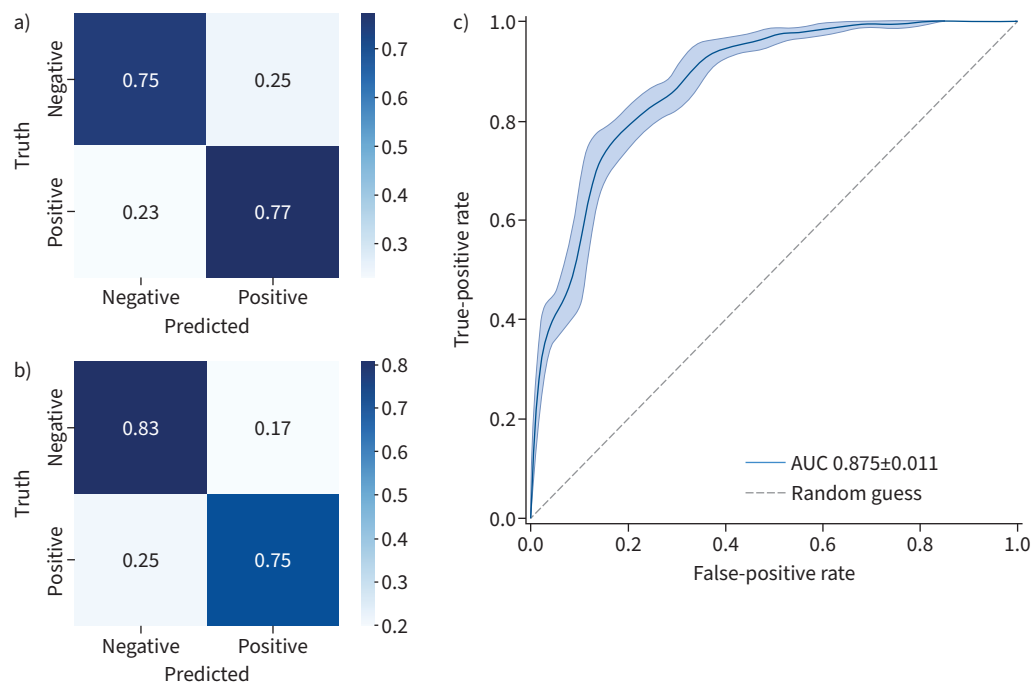 a)
Truth
Negative
Positive
0.75
0.25
0.23
0.77
Negative
Positive
Predicted
0.7
0.6
0.5
0.4
0.3
b)
Truth
Negative
Positive
0.83
0.17
0.25
0.75
Negative
Positive
Predicted
0.8
0.7
0.6
0.5
0.4
0.3
0.2
c)
True-positive rate
1.0
0.8
0.6
0.4
0.2
0.0
AUC 0.875±0.011
Random guess
0.0
0.2
0.4
0.6
0.8
1.0
False-positive rate